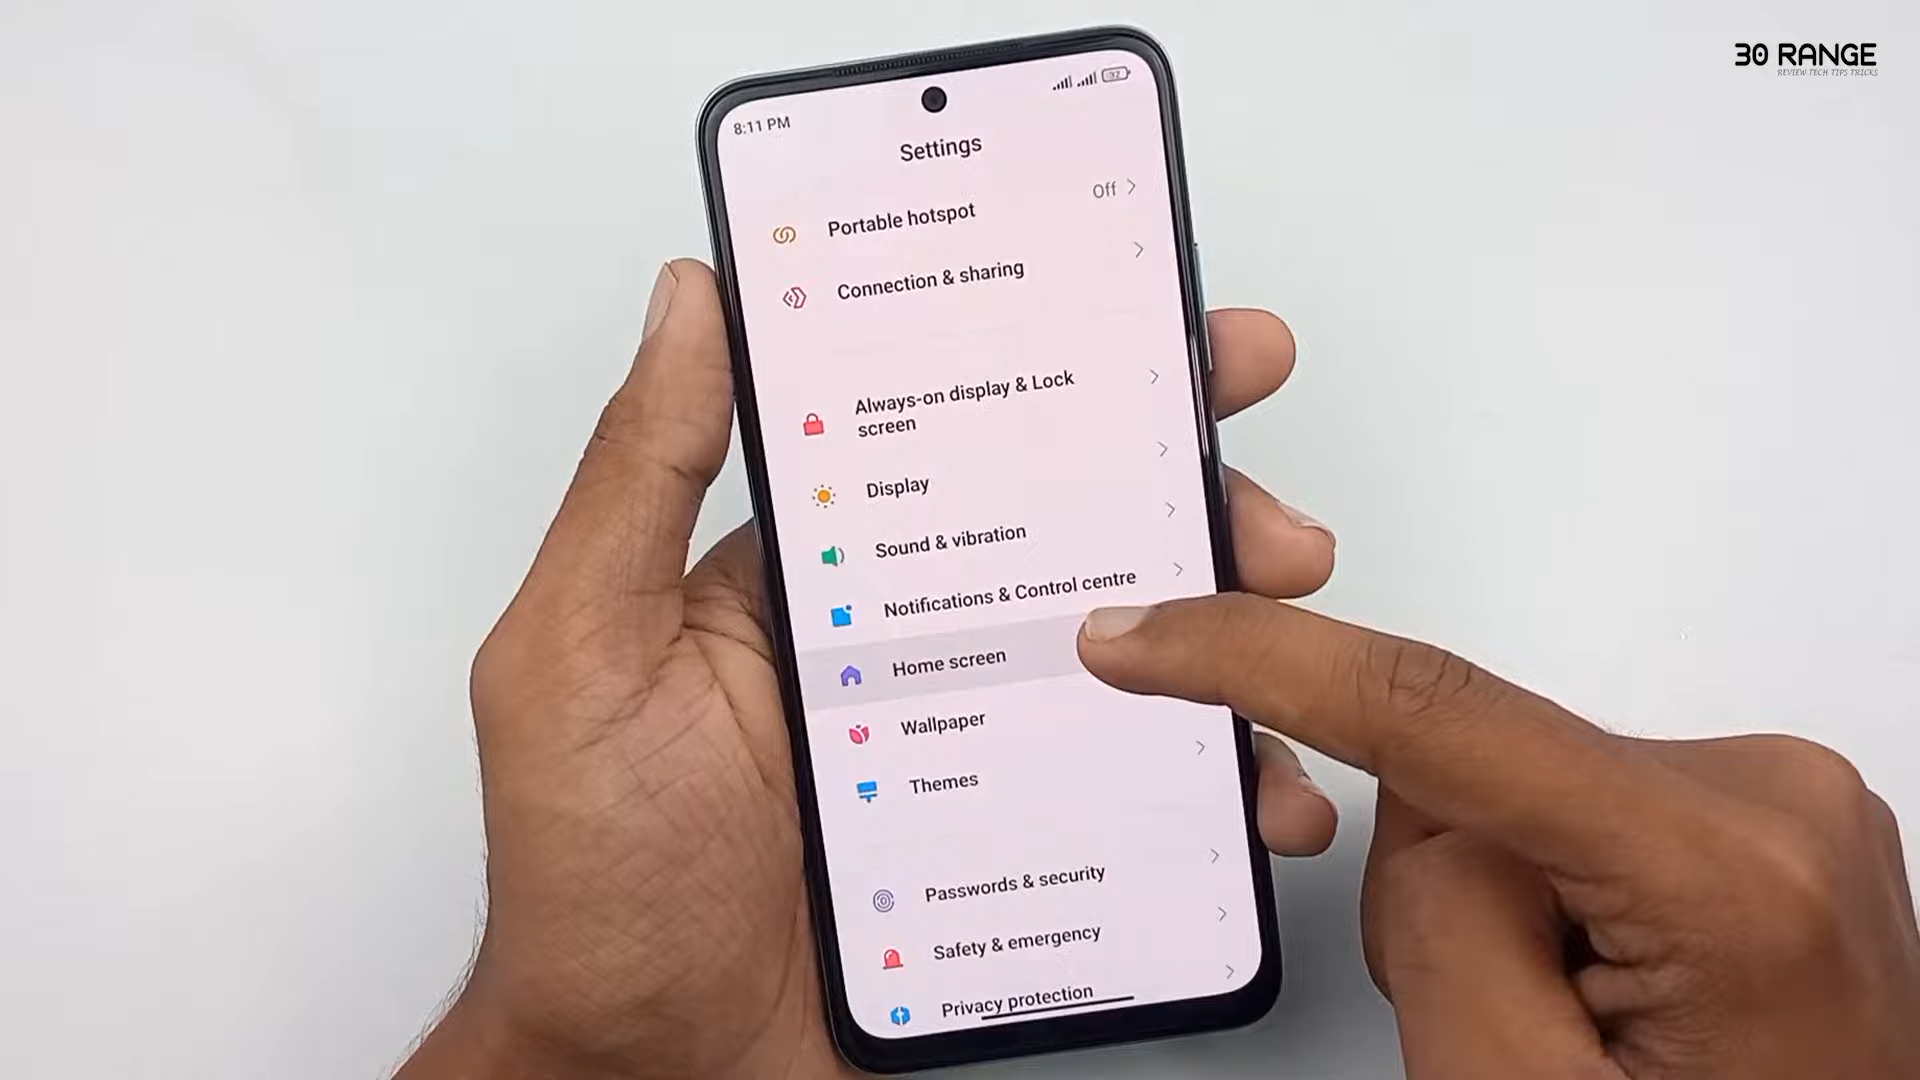 30 RANGE
REVIEW TECH TIPS TRICKS
8:11 PM
32
Settings
Portable hotspot
Off
Connection & sharing
Always-on display & Lock
screen
Display
Sound & vibration
Notifications & Control centre
Home screen
Wallpaper
Themes
Passwords & security
Safety & emergency
Privacy protection